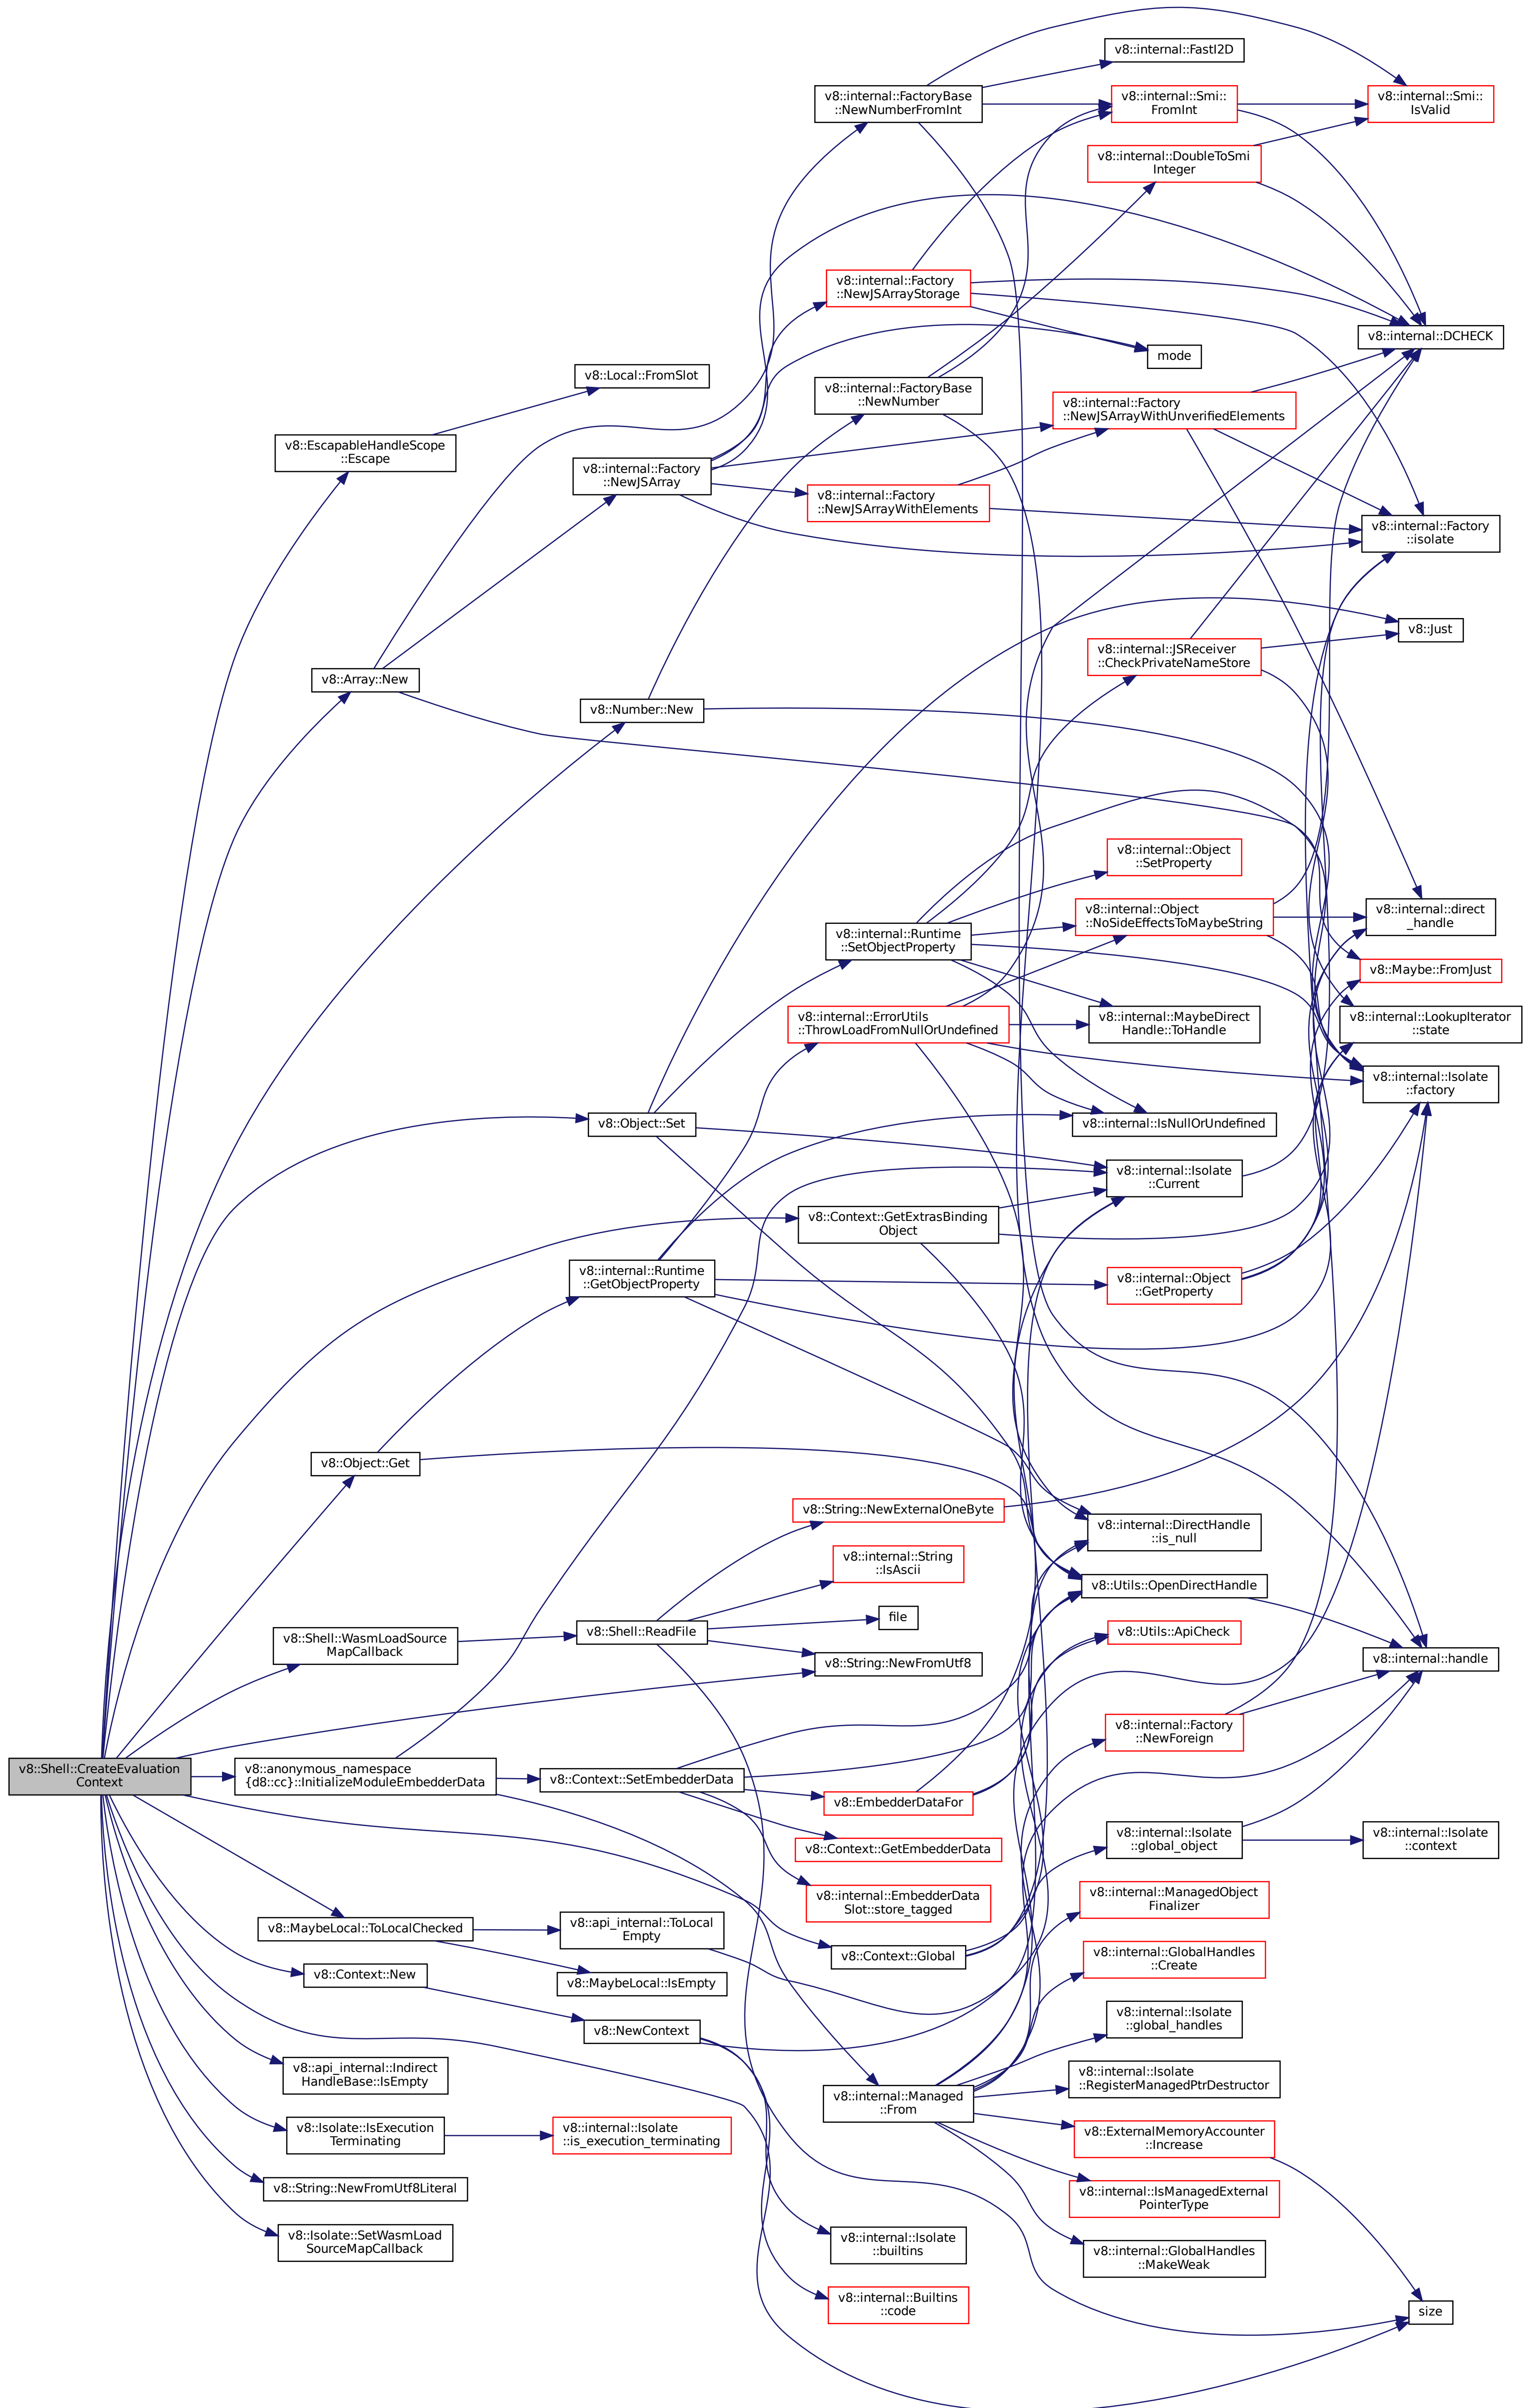 v8::internal::FastI2D
v8::internal::FactoryBase
::NewNumberFromInt
v8::internal::Smi::
FromInt
v8::internal::Smi::
IsValid
v8::internal::DoubleToSmi
Integer
v8::internal::Factory
::NewJSArrayStorage
v8::internal::DCHECK
mode
v8::Local::FromSlot
v8::internal::FactoryBase
::NewNumber
v8::internal::Factory
::NewJSArrayWithUnverifiedElements
v8::EscapableHandleScope
::Escape
v8::internal::Factory
::NewJSArray
v8::internal::Factory
::NewJSArrayWithElements
v8::internal::Factory
::isolate
v8::Just
v8::internal::JSReceiver
::CheckPrivateNameStore
v8::Array::New
v8::Number::New
v8::internal::Object
::SetProperty
v8::internal::Object
::NoSideEffectsToMaybeString
v8::internal::direct
_handle
v8::internal::Runtime
::SetObjectProperty
v8::Maybe::FromJust
v8::internal::ErrorUtils
::ThrowLoadFromNullOrUndefined
v8::internal::MaybeDirect
Handle::ToHandle
v8::internal::LookupIterator
::state
v8::internal::Isolate
::factory
v8::Object::Set
v8::internal::IsNullOrUndefined
v8::internal::Isolate
::Current
v8::Context::GetExtrasBinding
Object
v8::internal::Runtime
::GetObjectProperty
v8::internal::Object
::GetProperty
v8::Object::Get
v8::String::NewExternalOneByte
v8::internal::DirectHandle
::is_null
v8::internal::String
::IsAscii
v8::Utils::OpenDirectHandle
file
v8::Shell::WasmLoadSource
MapCallback
v8::Shell::ReadFile
v8::Utils::ApiCheck
v8::String::NewFromUtf8
v8::internal::handle
v8::internal::Factory
::NewForeign
v8::Shell::CreateEvaluation
Context
v8::anonymous_namespace
{d8::cc}::InitializeModuleEmbedderData
v8::Context::SetEmbedderData
v8::EmbedderDataFor
v8::Context::GetEmbedderData
v8::internal::Isolate
::global_object
v8::internal::Isolate
::context
v8::internal::EmbedderData
Slot::store_tagged
v8::internal::ManagedObject
Finalizer
v8::MaybeLocal::ToLocalChecked
v8::api_internal::ToLocal
Empty
v8::Context::Global
v8::internal::GlobalHandles
::Create
v8::Context::New
v8::MaybeLocal::IsEmpty
v8::NewContext
v8::internal::Isolate
::global_handles
v8::api_internal::Indirect
HandleBase::IsEmpty
v8::internal::Managed
::From
v8::internal::Isolate
::RegisterManagedPtrDestructor
v8::Isolate::IsExecution
Terminating
v8::internal::Isolate
::is_execution_terminating
v8::ExternalMemoryAccounter
::Increase
v8::String::NewFromUtf8Literal
v8::internal::IsManagedExternal
PointerType
v8::Isolate::SetWasmLoad
SourceMapCallback
v8::internal::Isolate
::builtins
v8::internal::GlobalHandles
::MakeWeak
v8::internal::Builtins
::code
size